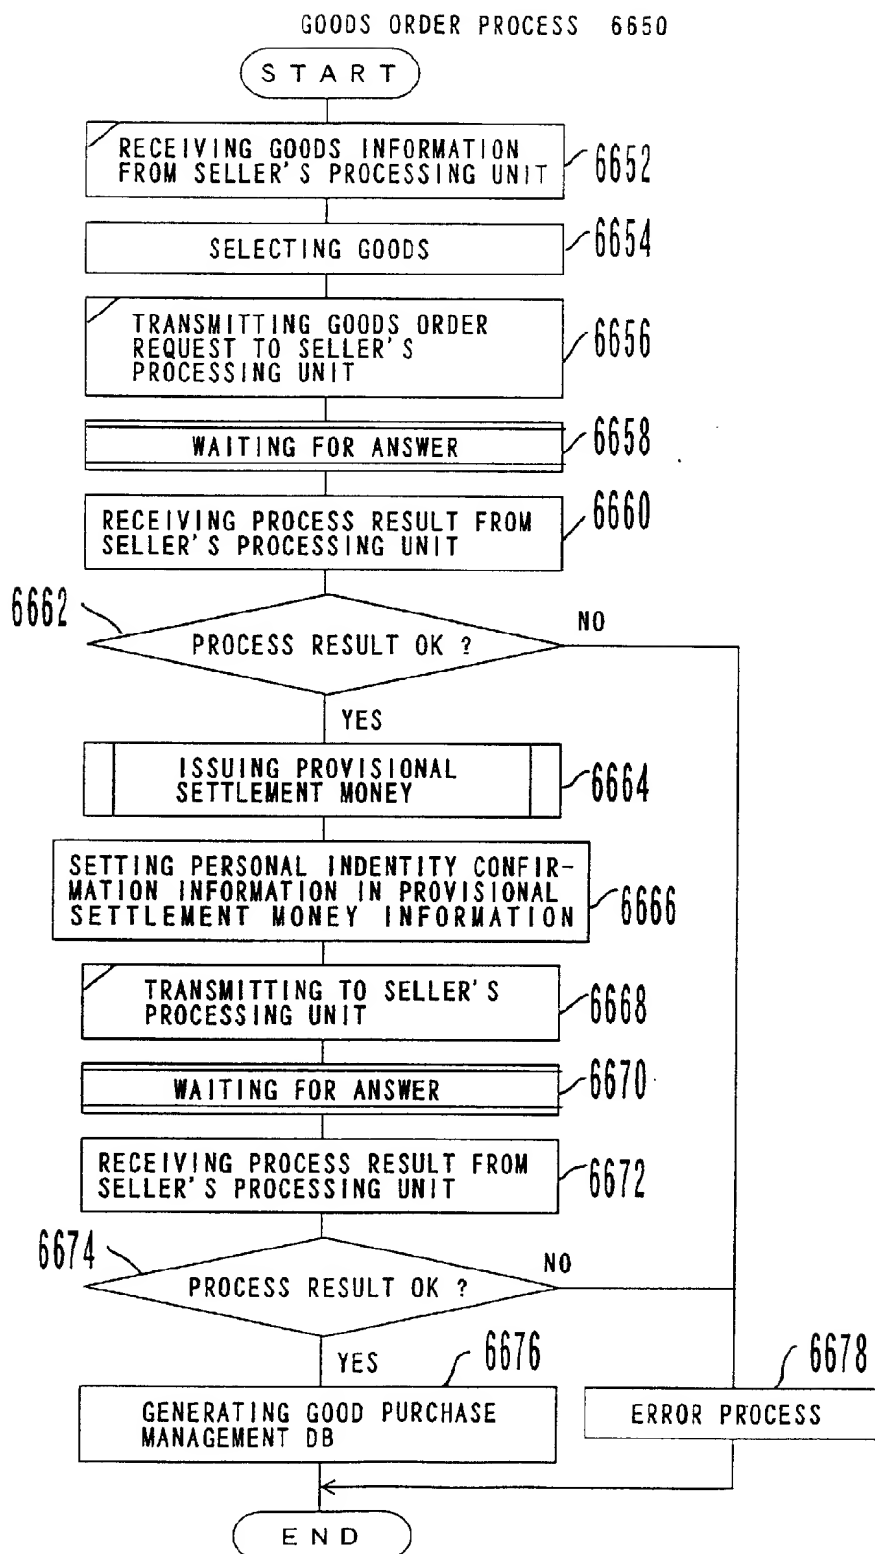 GOODS ORDER PROCESS 6650
START
RECEIVING GOODS INFORMATION
FROM SELLER'S PROCESSING UNIT
6652
SELECTING GOODS
6654
TRANSMITTING GOODS ORDER
REQUEST TO SELLER'S
PROCESSING UNIT
6656
WAITING FOR ANSWER
6658
RECEIVING PROCESS RESULT FROM
SELLER'S PROCESSING UNIT
6660
6662
PROCESS RESULT OK ?
NO
YES
ISSUING PROVISIONAL
SETTLEMENT MONEY
6664
SETTING PERSONAL INDENTITY CONFIR-
MATION INFORMATION IN PROVISIONAL
SETTLEMENT MONEY INFORMATION
6666
TRANSMITTING TO SELLER'S
PROCESSING UNIT
6668
WAITING FOR ANSWER
6670
RECEIVING PROCESS RESULT FROM
SELLER'S PROCESSING UNIT
6672
6674
PROCESS RESULT OK ?
NO
YES
6676
6678
GENERATING GOOD PURCHASE
MANAGEMENT DB
ERROR PROCESS
END